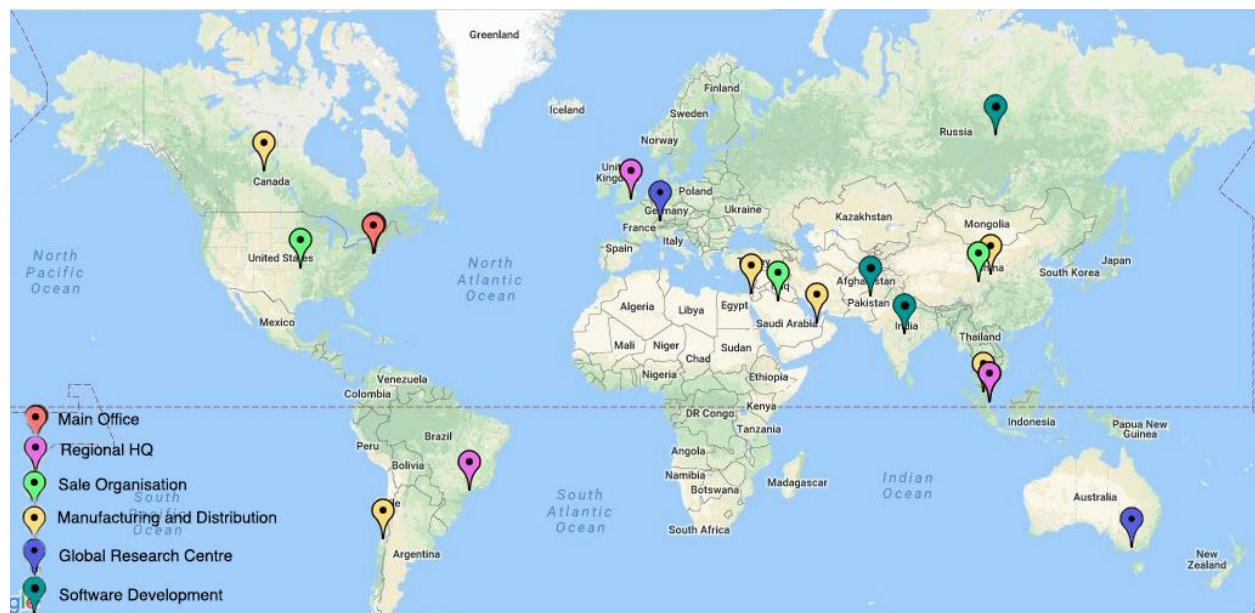 Greenland
Iceland
Finland
Sweden
Norway
Russia
Canada
Poland
Germany
Ukraine
France
Kazakhstan
Mongolia
Spain
Italy
North
Pacific
Ocean
United States
North
Atlantic
Ocean
South Korea
Japan
Afghanistan
Pakistan
Algeria
Libya
Egypt
Saudi Arabia
India
Mexico
Mali
Niger
Chad
Sudan
Thailand
Nigeria
Ethiopia
Venezuela
Colombia
DR Congo
Kenya
Tanzania
Indonesia
Papua New
Guinea
Main Office
Peru
Brazil
Bolivia
Angola
Namibia
Botswana
Madagascar
Regional HQ
Sale Organisation
Indian
Ocean
South
Atlantic
Ocean
Australia
South
Pacific
Ocean
Manufacturing and Distribution
South Africa
Argentina
New
Zealand
Global Research Centre
Software Development